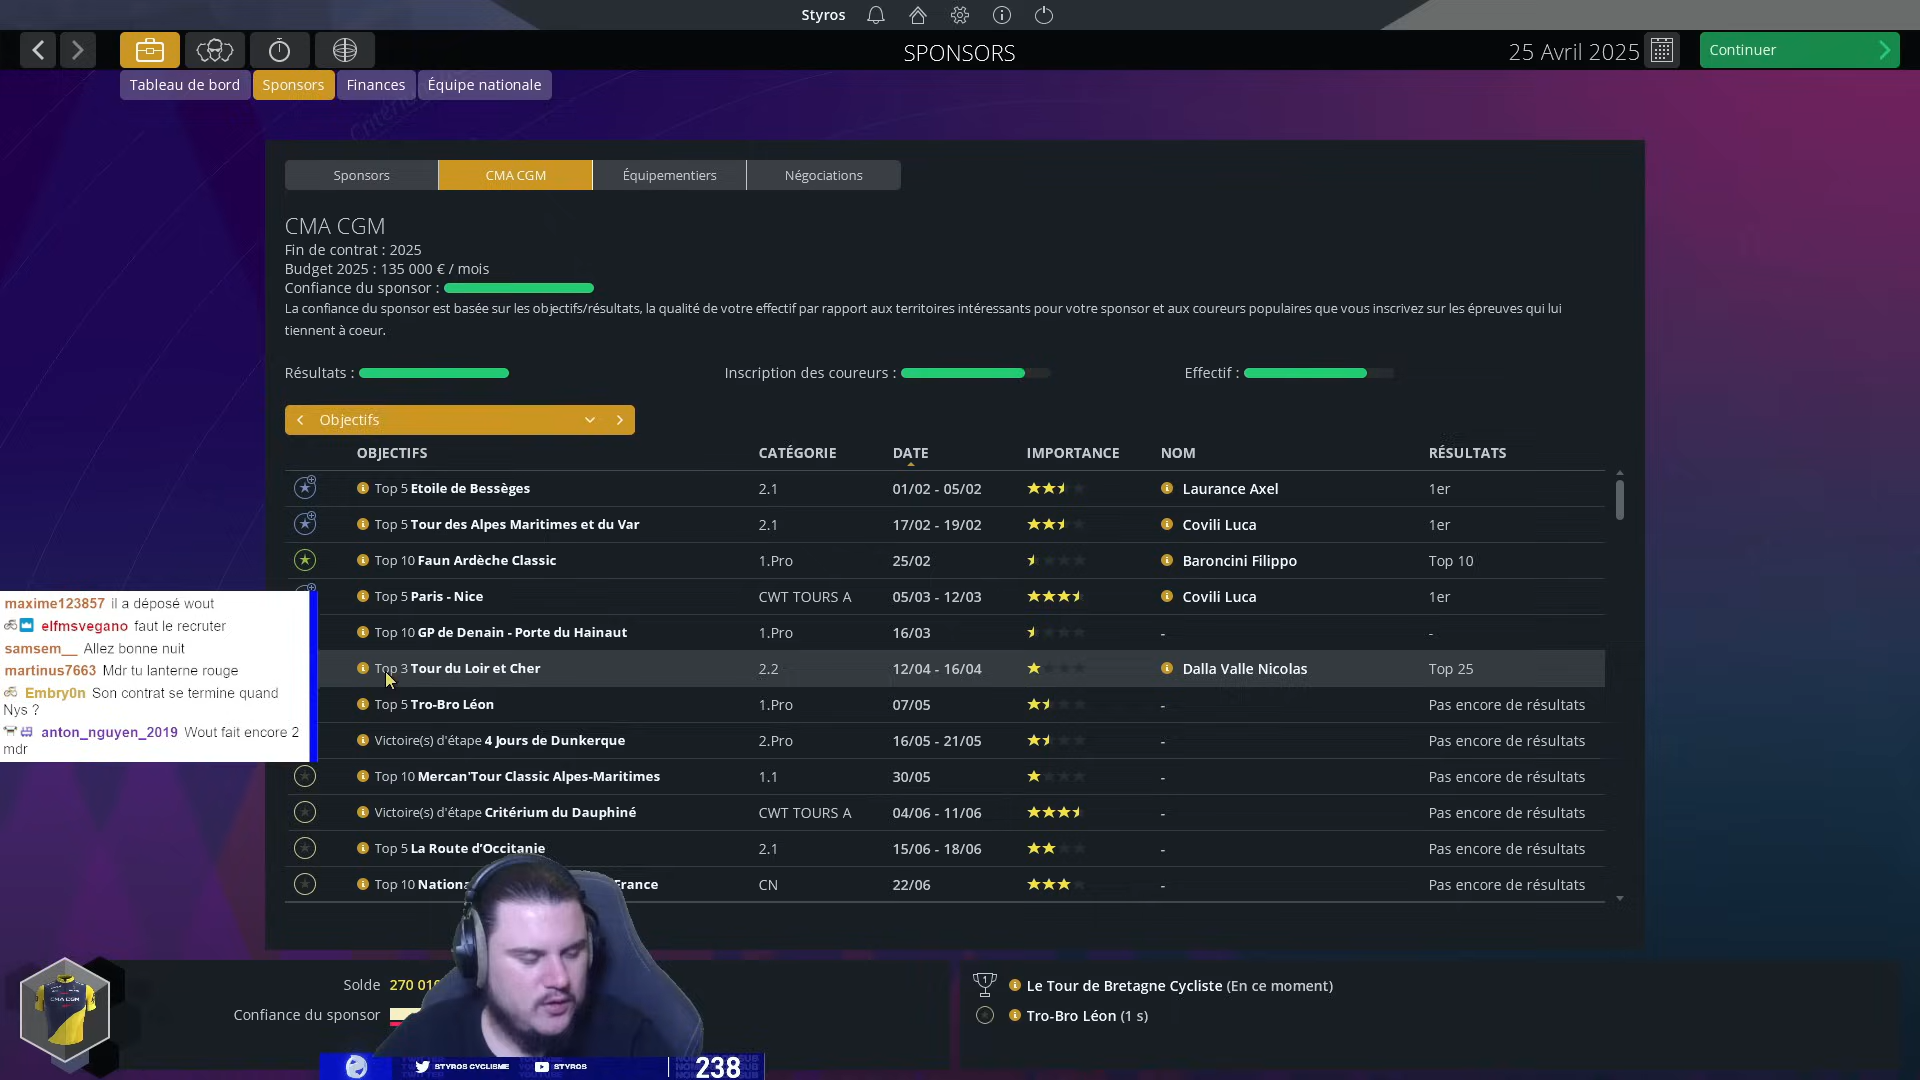 Styros
SPONSORS
25 Avril 2025
Continuer
Tableau de bord
Sponsors
Finances
Équipe nationale
Sponsors
CMA CGM
Équipementiers
Négociations
CMA CGM
Fin de contrat : 2025
Budget 2025 : 135 000 € / mois
Confiance du sponsor :
La confiance du sponsor est basée sur les objectifs/résultats, la qualité de votre effectif par rapport aux territoires intéressants pour votre sponsor et aux coureurs populaires que vous inscrivez sur les épreuves qui lui
tiennent à coeur.
Résultats :
Inscription des coureurs :
Effectif :
Objectifs
OBJECTIFS CATÉGORIE DATE IMPORTANCE NOM RÉSULTATS
Top 5 Etoile de Bessèges 2.1 01/02 - 05/02 Laurance Axel 1er
Top 5 Tour des Alpes Maritimes et du Var 2.1 17/02 - 19/02 Covili Luca 1er
Top 10 Faun Ardèche Classic 1.Pro 25/02 Baroncini Filippo Top 10
Top 5 Paris - Nice CWT TOURS A 05/03 - 12/03 Covili Luca 1er
Top 10 GP de Denain - Porte du Hainaut 1.Pro 16/03 - -
Top 3 Tour du Loir et Cher 2.2 12/04 - 16/04 Dalla Valle Nicolas Top 25
Top 5 Tro-Bro Léon 1.Pro 07/05 - Pas encore de résultats
Victoire(s) d'étape 4 Jours de Dunkerque 2.Pro 16/05 - 21/05 - Pas encore de résultats
Top 10 Mercan'Tour Classic Alpes-Maritimes 1.1 30/05 - Pas encore de résultats
Victoire(s) d'étape Critérium du Dauphiné CWT TOURS A 04/06 - 11/06 - Pas encore de résultats
Top 5 La Route d'Occitanie 2.1 15/06 - 18/06 - Pas encore de résultats
Top 10 Nationa France CN 22/06 - Pas encore de résultats
maxime123857 il a déposé wout
elfmsvegano faut le recruter
samsem__ Allez bonne nuit
martinus7663 Mdr tu lanterne rouge
Embry0n Son contrat se termine quand
Nys ?
anton_nguyen_2019 Wout fait encore 2
mdr
Solde 270 01
Confiance du sponsor
Le Tour de Bretagne Cycliste (En ce moment)
Tro-Bro Léon (1 s)
CMA CGM
STYROS CYCLISME
STYROS
238